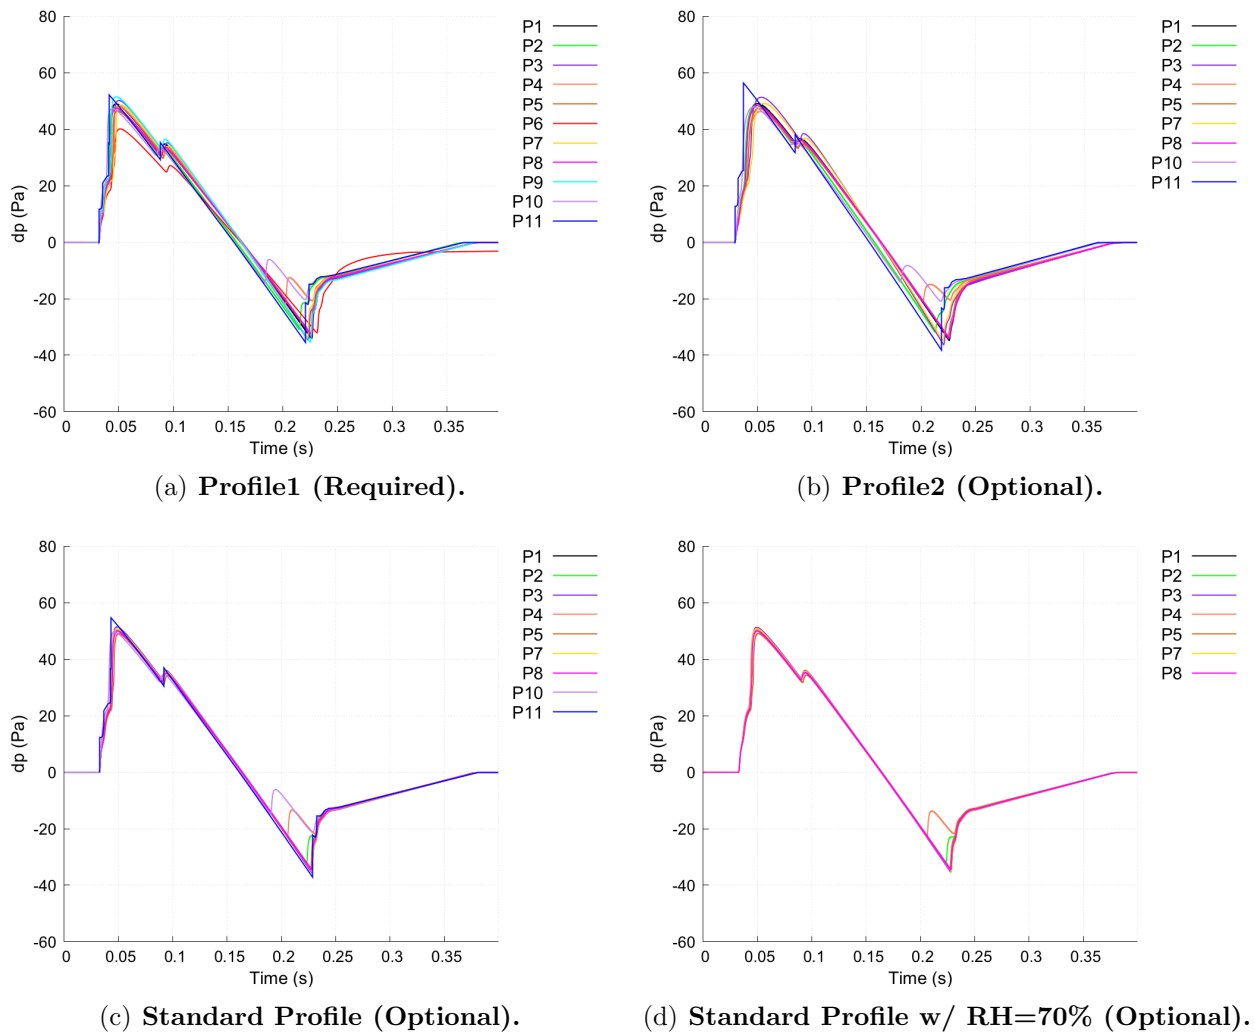 80
60
40
20
0
-20
-40
-60
dp (Pa)
0 0.05 0.1 0.15 0.2 0.25 0.3 0.35
Time (s)
P1
P2
P3
P4
P5
P6
P7
P8
P9
P10
P11
(a) Profile1 (Required).
80
60
40
20
0
-20
-40
-60
dp (Pa)
0 0.05 0.1 0.15 0.2 0.25 0.3 0.35
Time (s)
P1
P2
P3
P4
P5
P7
P8
P10
P11
(b) Profile2 (Optional).
80
60
40
20
0
-20
-40
-60
dp (Pa)
0 0.05 0.1 0.15 0.2 0.25 0.3 0.35
Time (s)
P1
P2
P3
P4
P5
P7
P8
P10
P11
(c) Standard Profile (Optional).
80
60
40
20
0
-20
-40
-60
dp (Pa)
0 0.05 0.1 0.15 0.2 0.25 0.3 0.35
Time (s)
P1
P2
P3
P4
P5
P7
P8
(d) Standard Profile w/ RH=70% (Optional).